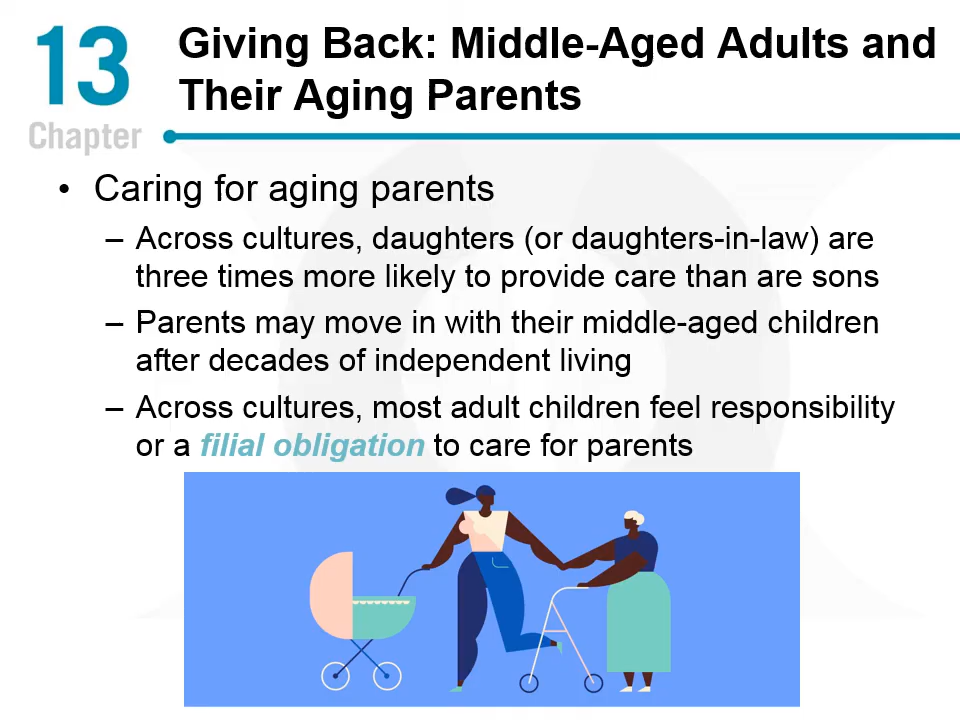 13
Chapter
Giving Back: Middle-Aged Adults and
Their Aging Parents
• Caring for aging parents
– Across cultures, daughters (or daughters-in-law) are
three times more likely to provide care than are sons
– Parents may move in with their middle-aged children
after decades of independent living
– Across cultures, most adult children feel responsibility
or a filial obligation to care for parents